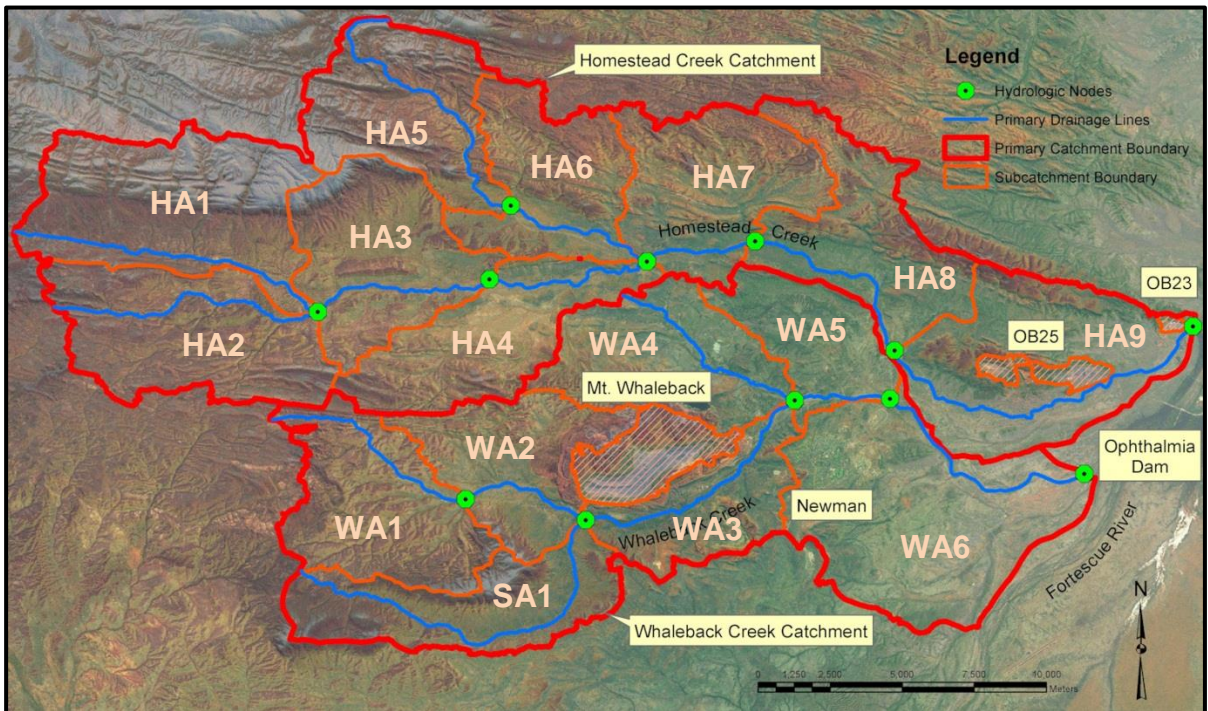 Homestead Creek Catchment
Legend
Hydrologic Nodes
Primary Drainage Lines
Primary Catchment Boundary
Subcatchment Boundary
HA5
HA6
HA7
HA1
HA3
Homestead Creek
HA8
OB23
HA2
HA4
WA4
WA5
OB25
HA9
Mt. Whaleback
WA2
Ophthalmia
Dam
WA1
Whaleback Creek
WA3
Newman
WA6
Fortescue River
SA1
N
Whaleback Creek Catchment
0 1,250 2,500 5,000 7,500 40,000
Meters